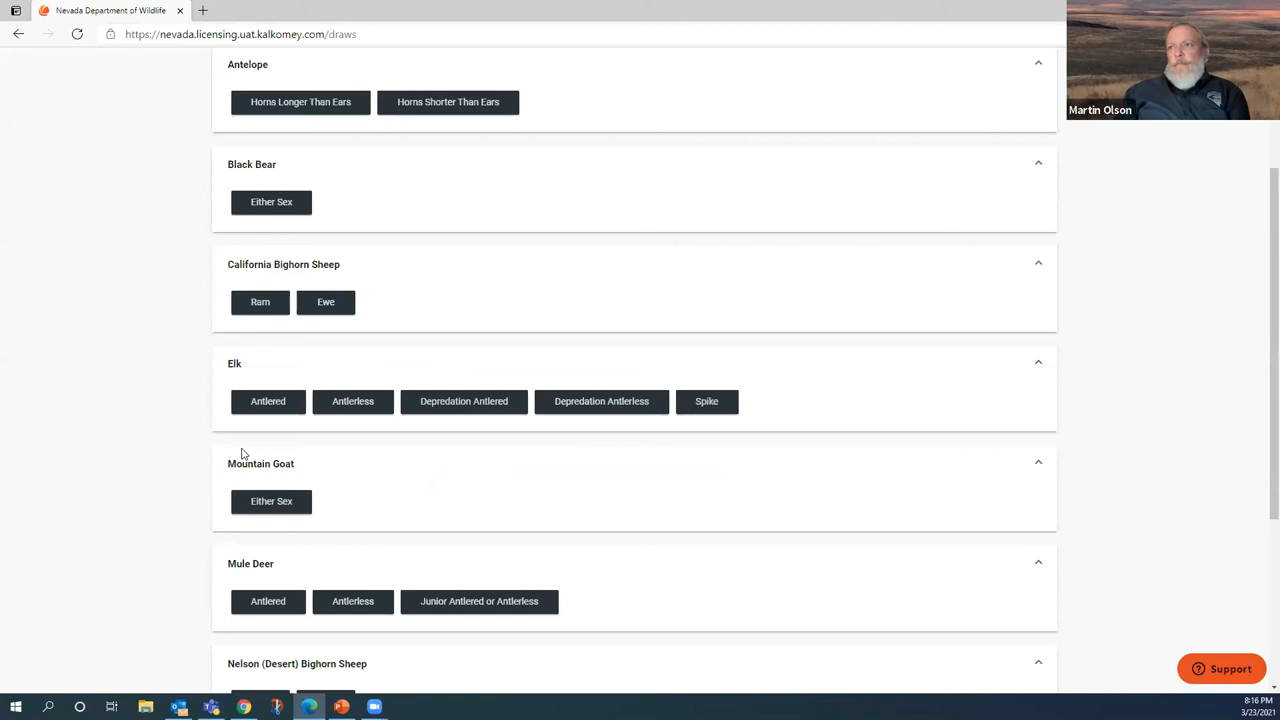 Nevada Department of Wildlife
https://nevada.licensing.uat.kalkomey.com/draws
Martin Olson
Antelope
Horns Longer Than Ears Horns Shorter Than Ears
Black Bear
Either Sex
California Bighorn Sheep
Ram Ewe
Elk
Antlered Antlerless Depredation Antlered Depredation Antlerless Spike
Mountain Goat
Either Sex
Mule Deer
Antlered Antlerless Junior Antlered or Antlerless
Nelson (Desert) Bighorn Sheep
Support
8:16 PM
3/23/2021